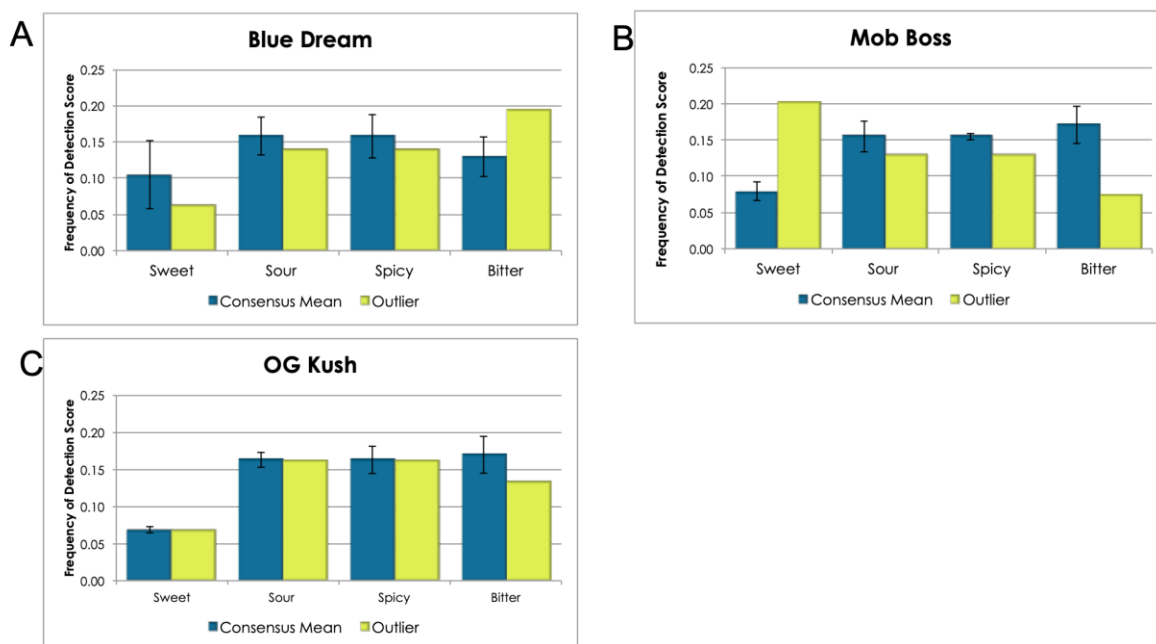 A
Blue Dream
Frequency of Detection Score
0.25
0.20
0.15
0.10
0.05
0.00
Sweet Sour Spicy Bitter
Consensus Mean Outlier
B
Mob Boss
Frequency of Detection Score
0.25
0.20
0.15
0.10
0.05
0.00
Sweet Sour Spicy Bitter
Consensus Mean Outlier
C
OG Kush
Frequency of Detection Score
0.25
0.20
0.15
0.10
0.05
0.00
Sweet Sour Spicy Bitter
Consensus Mean Outlier